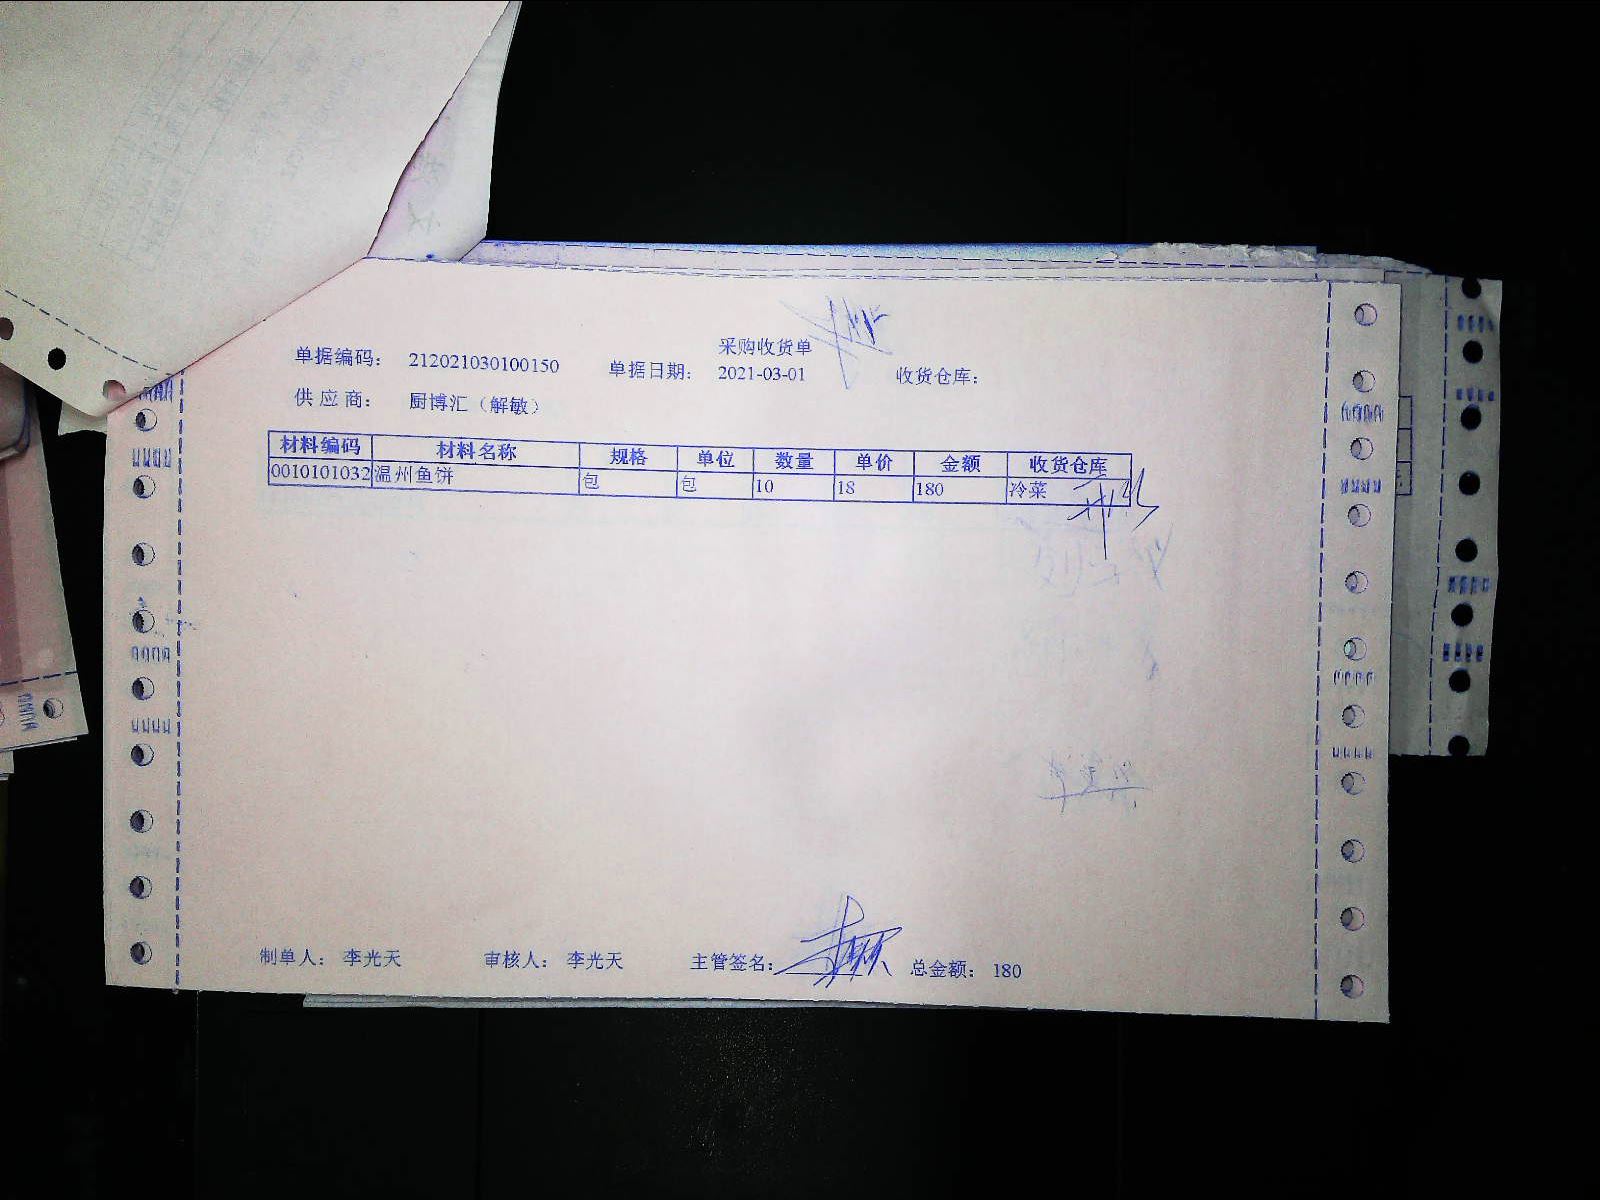 采购收货单
单据编码： 212021030100150 单据日期： 2021-03-01 收货仓库：
供应商： 厨博汇（解敏）
材料编码 材料名称 规格 单位 数量 单价 金额 收货仓库
0010101032 温州鱼饼 包 包 10 18 180 冷菜
制单人： 李光天 审核人： 李光天 主管签名： 总金额： 180